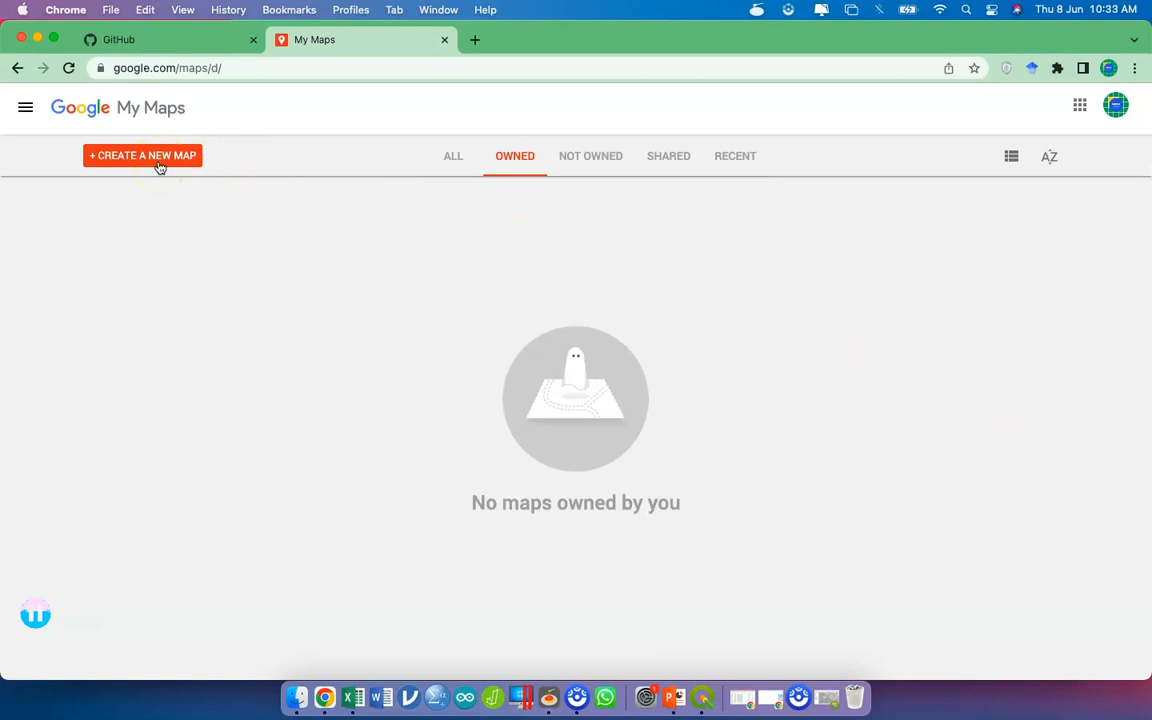 Chrome File Edit View History Bookmarks Profiles Tab Window Help Thu 8 Jun 10:33 AM
GitHub My Maps
google.com/maps/d/
Google My Maps
+ CREATE A NEW MAP ALL OWNED NOT OWNED SHARED RECENT AZ
No maps owned by you